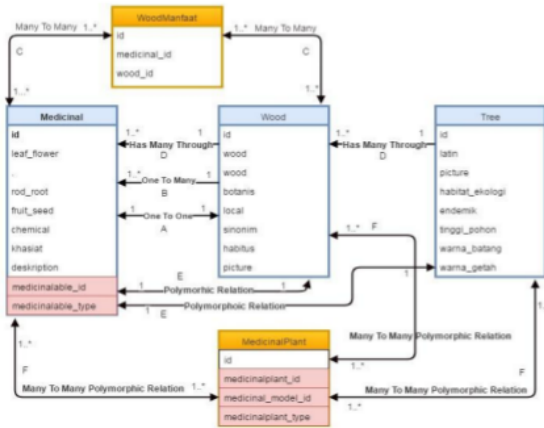 WoodManfaat
id
medicinal_id
wood_id
Many To Many 1..*
1..* Many To Many
C
C
1...*
1..*
Medicinal
id
leaf_flower
.
rod_root
fruit_seed
chemical
khasiat
deskription
medicinalable_id
medicinalable_type
Wood
id
wood
wood
botanis
local
sinonim
habitus
picture
Tree
id
latin
picture
habitat_ekologi
endemik
tinggi_pohon
warna_batang
warna_getah
1..* 1
Has Many Through
D
1..* 1
One To Many
B
1 1
One To One
A
1..* 1
Has Many Through
D
E
1 1
Polymorhic Relation
1 1
Polymorphoic Relation
E
1..*
F
Many To Many Polymorphic Relation
1..*
MedicinalPlant
id
medicinalplant_id
medicinal_model_id
medicinalplant_type
1..*
F
Many To Many Polymorphic Relation
1..*
F
Many To Many Polymorphic Relation
1..*